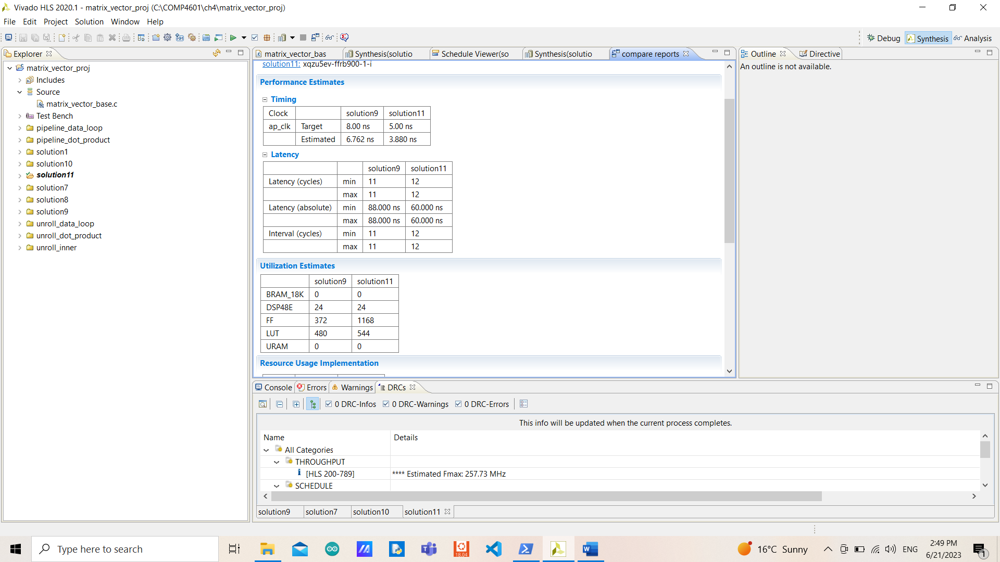 Vivado HLS 2020.1 - matrix_vector_proj (C:\COMP4601\ch4\matrix_vector_proj)
File Edit Project Solution Window Help
Debug Synthesis Analysis
Explorer
matrix_vector_proj
Includes
Source
matrix_vector_base.c
Test Bench
pipeline_data_loop
pipeline_dot_product
solution1
solution10
solution11
solution7
solution8
solution9
unroll_data_loop
unroll_dot_product
unroll_inner
matrix_vector_bas Synthesis(solutio Schedule Viewer(so Synthesis(solutio compare reports
solution11: xqzu5ev-ffrb900-1-i
Performance Estimates
Timing
Clock solution9 solution11
ap_clk Target 8.00 ns 5.00 ns
Estimated 6.762 ns 3.880 ns
Latency
solution9 solution11
Latency (cycles) min 11 12
max 11 12
Latency (absolute) min 88.000 ns 60.000 ns
max 88.000 ns 60.000 ns
Interval (cycles) min 11 12
max 11 12
Utilization Estimates
solution9 solution11
BRAM_18K 0 0
DSP48E 24 24
FF 372 1168
LUT 480 544
URAM 0 0
Resource Usage Implementation
Outline Directive
An outline is not available.
Console Errors Warnings DRCs
0 DRC-Infos 0 DRC-Warnings 0 DRC-Errors
This info will be updated when the current process completes.
Name Details
All Categories
THROUGHPUT
[HLS 200-789] **** Estimated Fmax: 257.73 MHz
SCHEDULE
solution9 solution7 solution10 solution11
Type here to search
18.04
16°C Sunny
ENG
2:49 PM
6/21/2023
1